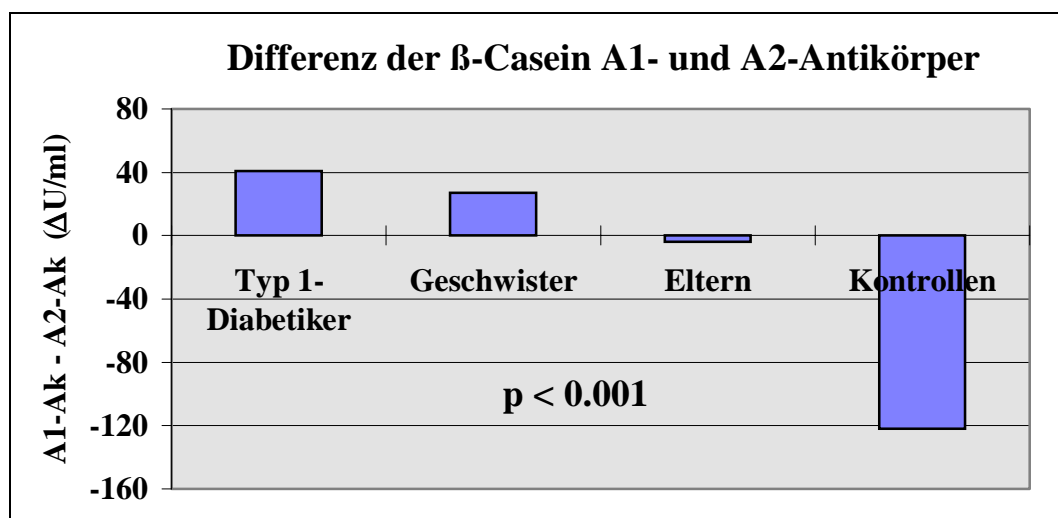 Differenz der ß-Casein A1- und A2-Antikörper
A1-Ak - A2-Ak (ΔU/ml)
80
40
0
-40
-80
-120
-160
Typ 1-
Diabetiker
Geschwister
Eltern
Kontrollen
p < 0.001